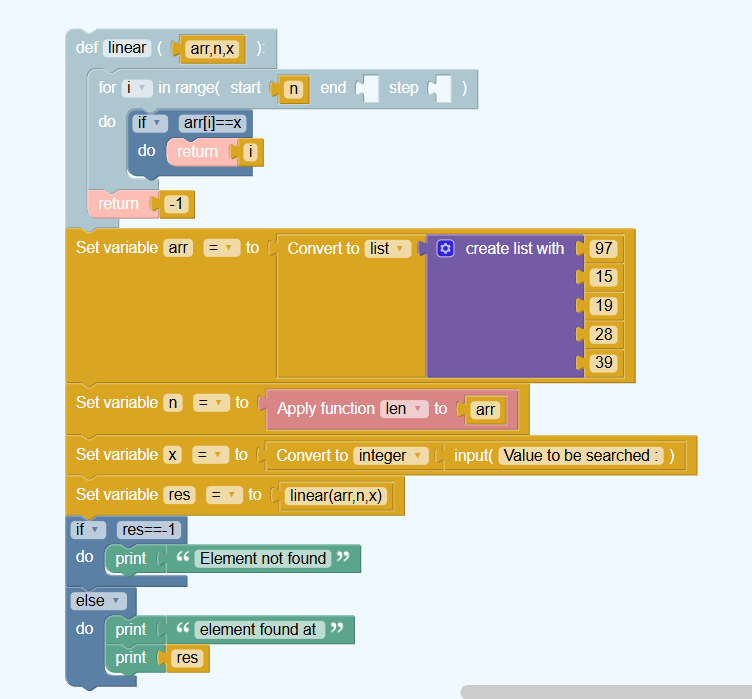 def linear ( arr,n,x ):
for i in range( start n end step )
do if arr[i]==x
do return i
return -1
Set variable arr = to Convert to list create list with 97
15
19
28
39
Set variable n = to Apply function len to arr
Set variable x = to Convert to integer input( Value to be searched : )
Set variable res = to linear(arr,n,x)
if res==-1
do print “ Element not found ”
else
do print “ element found at ”
print res